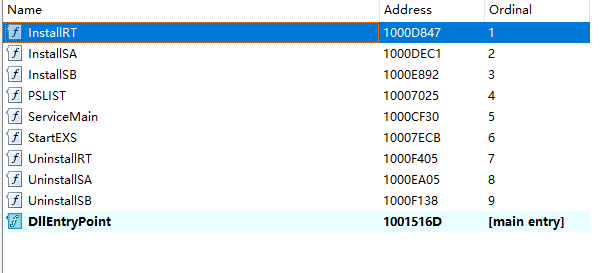 Name Address Ordinal
InstallRT 1000D847 1
InstallSA 1000DEC1 2
InstallSB 1000E892 3
PSLIST 10007025 4
ServiceMain 1000CF30 5
StartEXS 10007ECB 6
UninstallRT 1000F405 7
UninstallSA 1000EA05 8
UninstallSB 1000F138 9
DllEntryPoint 1001516D [main entry]